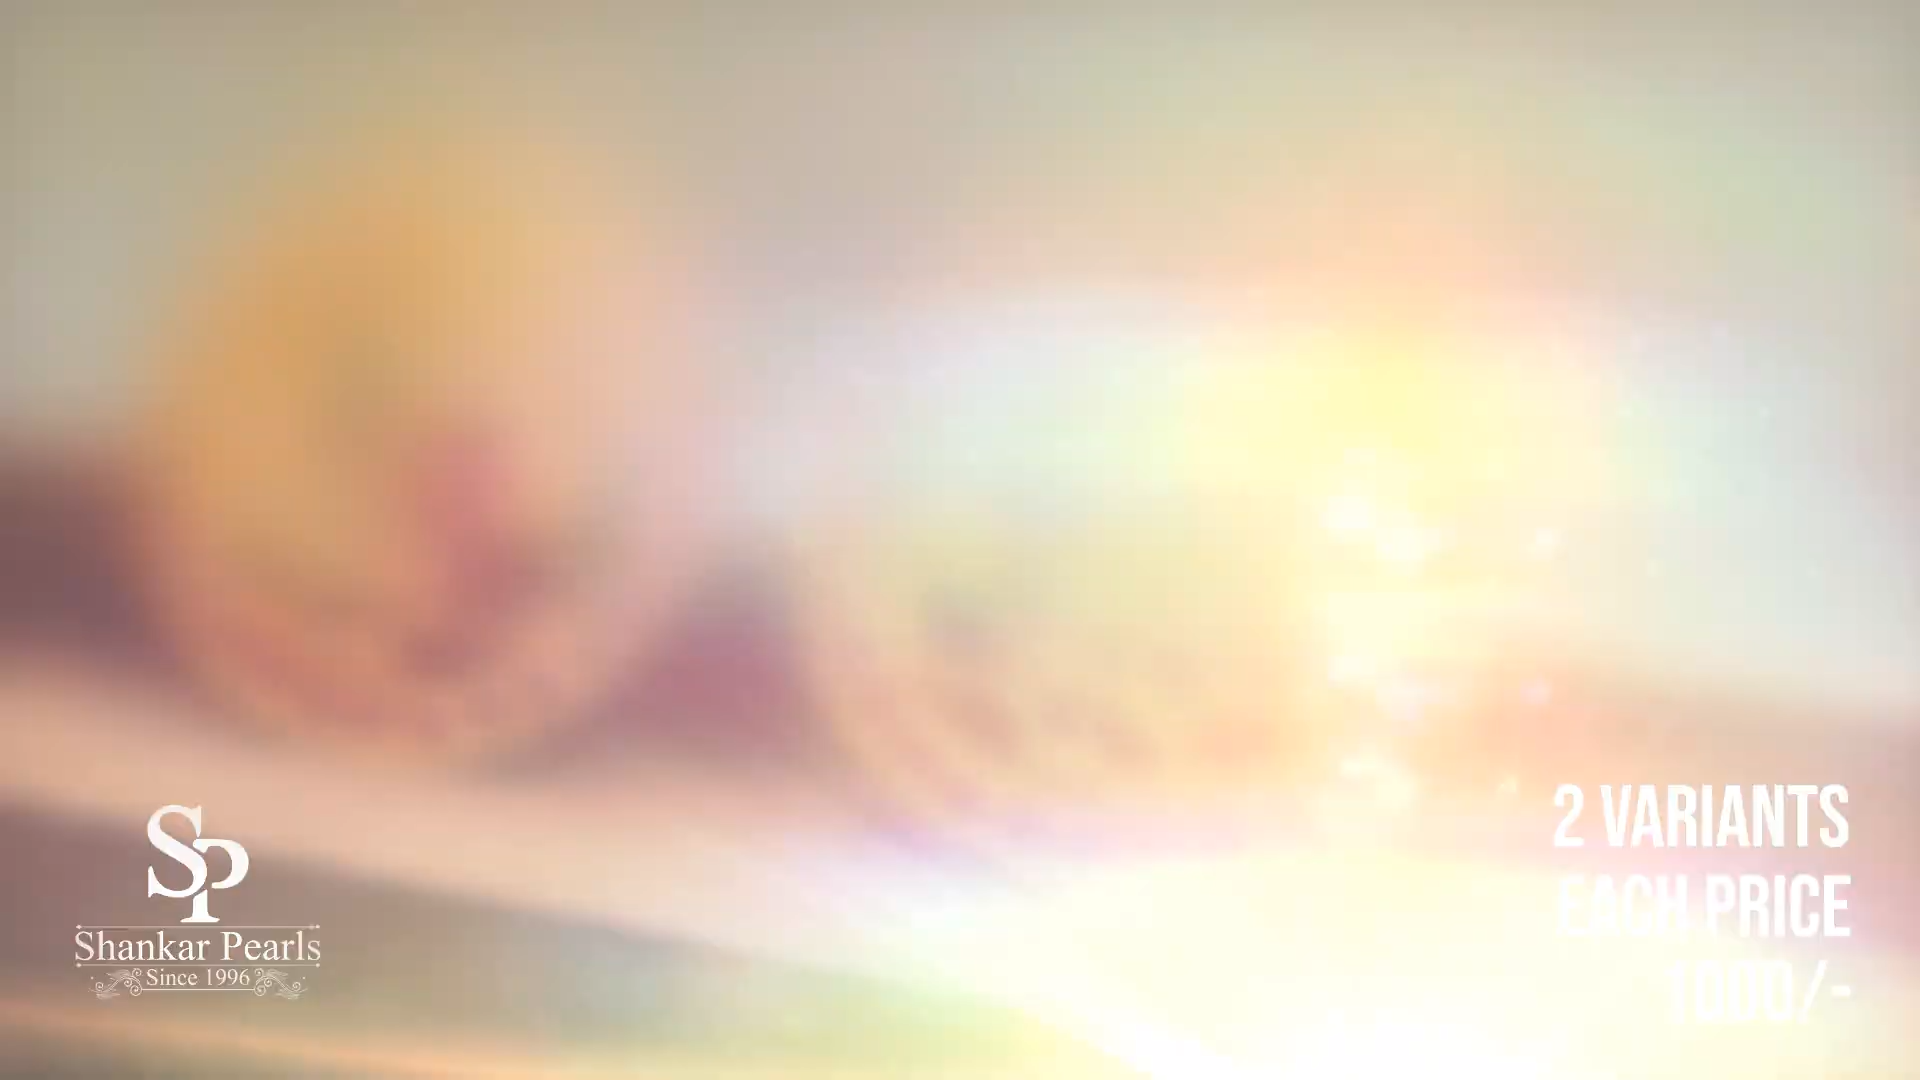 SP
Shankar Pearls
Since 1996
2 VARIANTS
EACH PRICE
1000/-